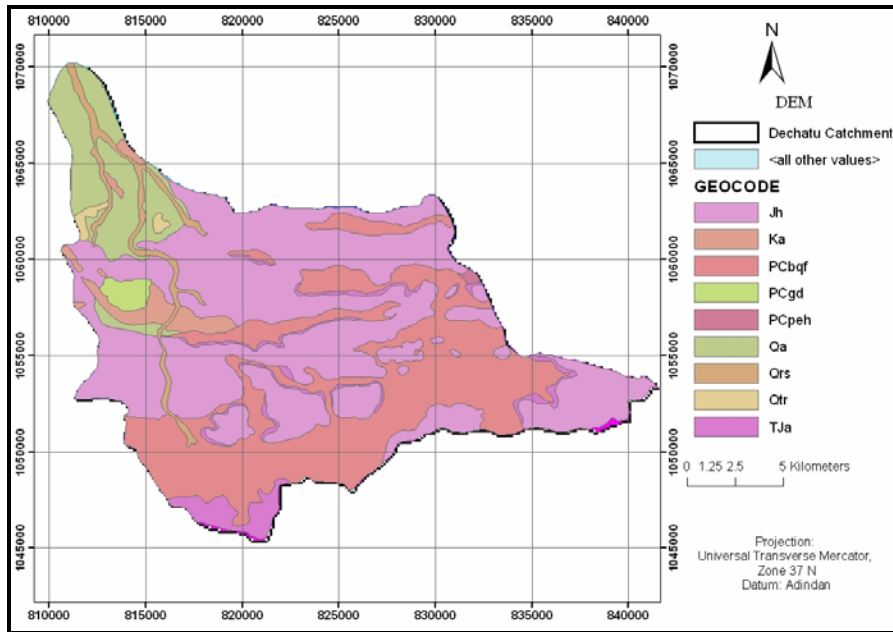 810000 815000 820000 825000 830000 835000 840000
1070000 1070000
1065000 1065000
1060000 1060000
1055000 1055000
1050000 1050000
1045000 1045000
810000 815000 820000 825000 830000 835000 840000
N
DEM
Dechatu Catchment
<all other values>
GEOCODE
Jh
Ka
PCbqf
PCgd
PCpeh
Qa
Qrs
Qtr
TJa
0 1.25 2.5 5 Kilometers
Projection:
Universal Transverse Mercator,
Zone 37 N
Datum: Adindan